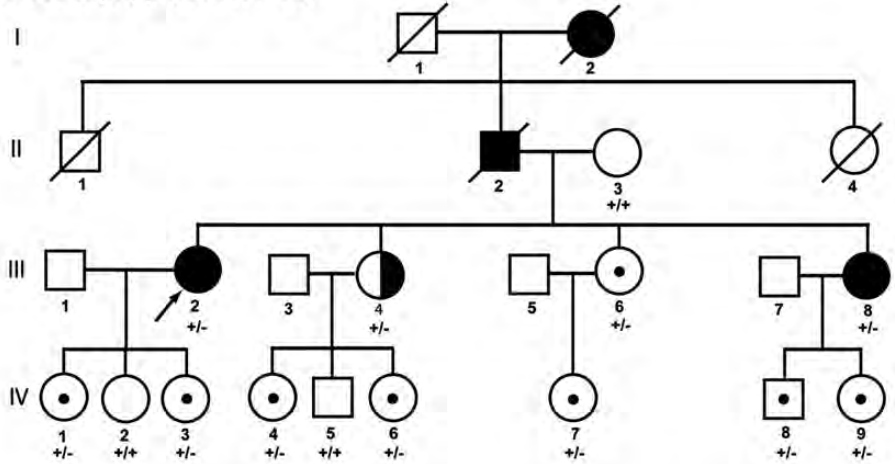 I
1 2
II
1 2 3 4
+/+
III
1 2 3 4 5 6 7 8
+/- +/- +/- +/-
IV
1 2 3 4 5 6 7 8 9
+/- +/+ +/- +/- +/+ +/- +/- +/- +/-